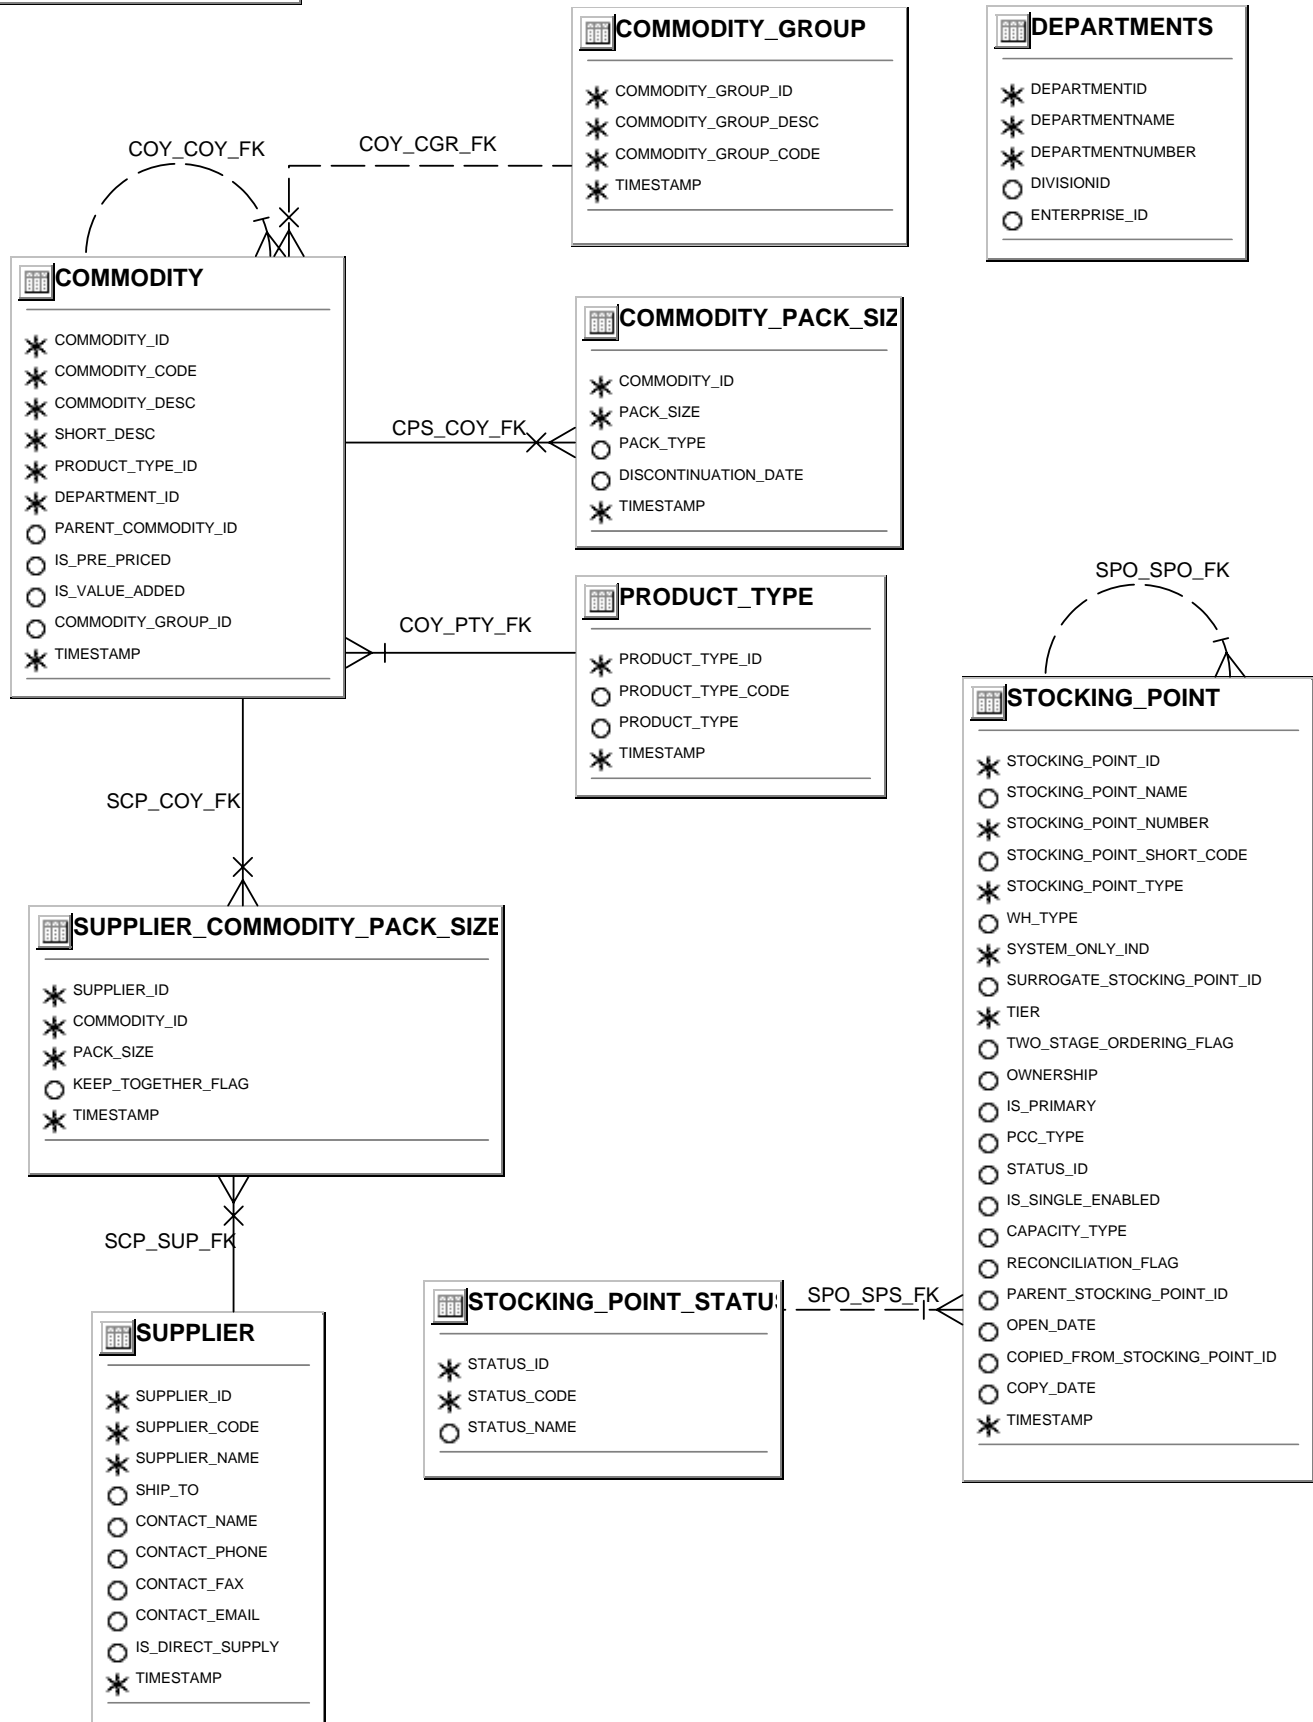 COMMODITY_GROUP
COMMODITY_GROUP_ID
COMMODITY_GROUP_DESC
COMMODITY_GROUP_CODE
TIMESTAMP
DEPARTMENTS
DEPARTMENTID
DEPARTMENTNAME
DEPARTMENTNUMBER
DIVISIONID
ENTERPRISE_ID
COY_COY_FK
COY_CGR_FK
COMMODITY
COMMODITY_ID
COMMODITY_CODE
COMMODITY_DESC
SHORT_DESC
PRODUCT_TYPE_ID
DEPARTMENT_ID
PARENT_COMMODITY_ID
IS_PRE_PRICED
IS_VALUE_ADDED
COMMODITY_GROUP_ID
TIMESTAMP
COMMODITY_PACK_SIZ
COMMODITY_ID
PACK_SIZE
PACK_TYPE
DISCONTINUATION_DATE
TIMESTAMP
CPS_COY_FK
PRODUCT_TYPE
PRODUCT_TYPE_ID
PRODUCT_TYPE_CODE
PRODUCT_TYPE
TIMESTAMP
COY_PTY_FK
SPO_SPO_FK
STOCKING_POINT
STOCKING_POINT_ID
STOCKING_POINT_NAME
STOCKING_POINT_NUMBER
STOCKING_POINT_SHORT_CODE
STOCKING_POINT_TYPE
WH_TYPE
SYSTEM_ONLY_IND
SURROGATE_STOCKING_POINT_ID
TIER
TWO_STAGE_ORDERING_FLAG
OWNERSHIP
IS_PRIMARY
PCC_TYPE
STATUS_ID
IS_SINGLE_ENABLED
CAPACITY_TYPE
RECONCILIATION_FLAG
PARENT_STOCKING_POINT_ID
OPEN_DATE
COPIED_FROM_STOCKING_POINT_ID
COPY_DATE
TIMESTAMP
SCP_COY_FK
SUPPLIER_COMMODITY_PACK_SIZE
SUPPLIER_ID
COMMODITY_ID
PACK_SIZE
KEEP_TOGETHER_FLAG
TIMESTAMP
SCP_SUP_FK
STOCKING_POINT_STATU
STATUS_ID
STATUS_CODE
STATUS_NAME
SPO_SPS_FK
SUPPLIER
SUPPLIER_ID
SUPPLIER_CODE
SUPPLIER_NAME
SHIP_TO
CONTACT_NAME
CONTACT_PHONE
CONTACT_FAX
CONTACT_EMAIL
IS_DIRECT_SUPPLY
TIMESTAMP